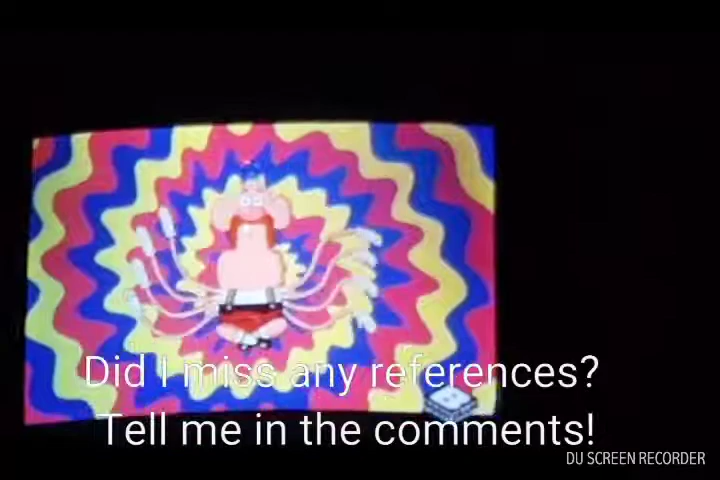 Did I miss any references?
Tell me in the comments!
DU SCREEN RECORDER